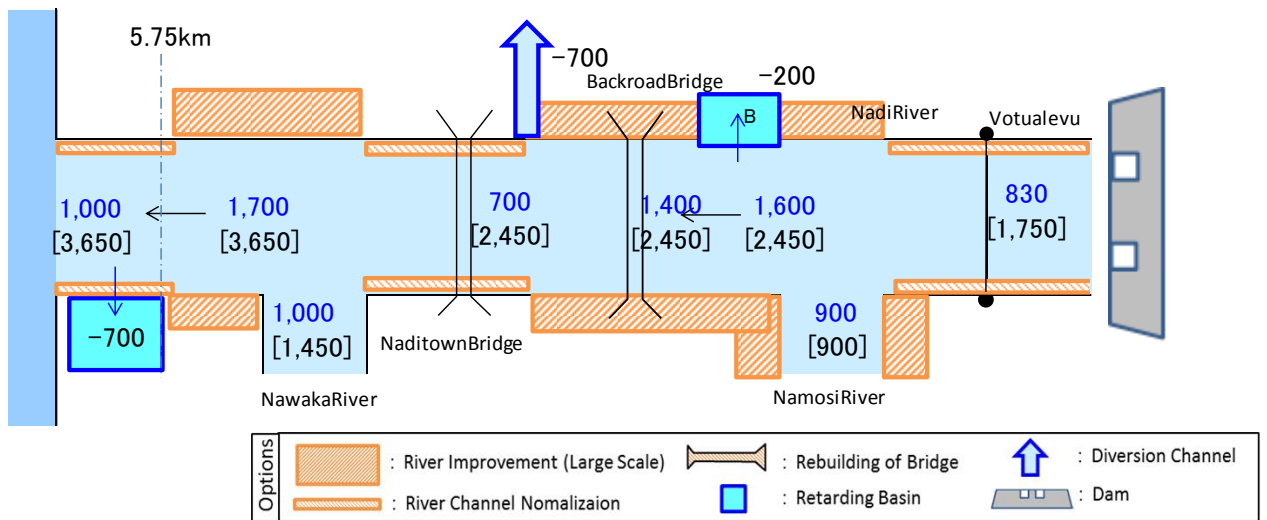 5.75km
-700
BackroadBridge
-200
B
NadiRiver
Votualevu
1,000
[3,650]
1,700
[3,650]
700
[2,450]
1,400
[2,450]
1,600
[2,450]
830
[1,750]
-700
1,000
[1,450]
NaditownBridge
900
[900]
NawakaRiver
NamosiRiver
Options
: River Improvement (Large Scale)
: Rebuilding of Bridge
: Diversion Channel
: River Channel Nomalizaion
: Retarding Basin
: Dam